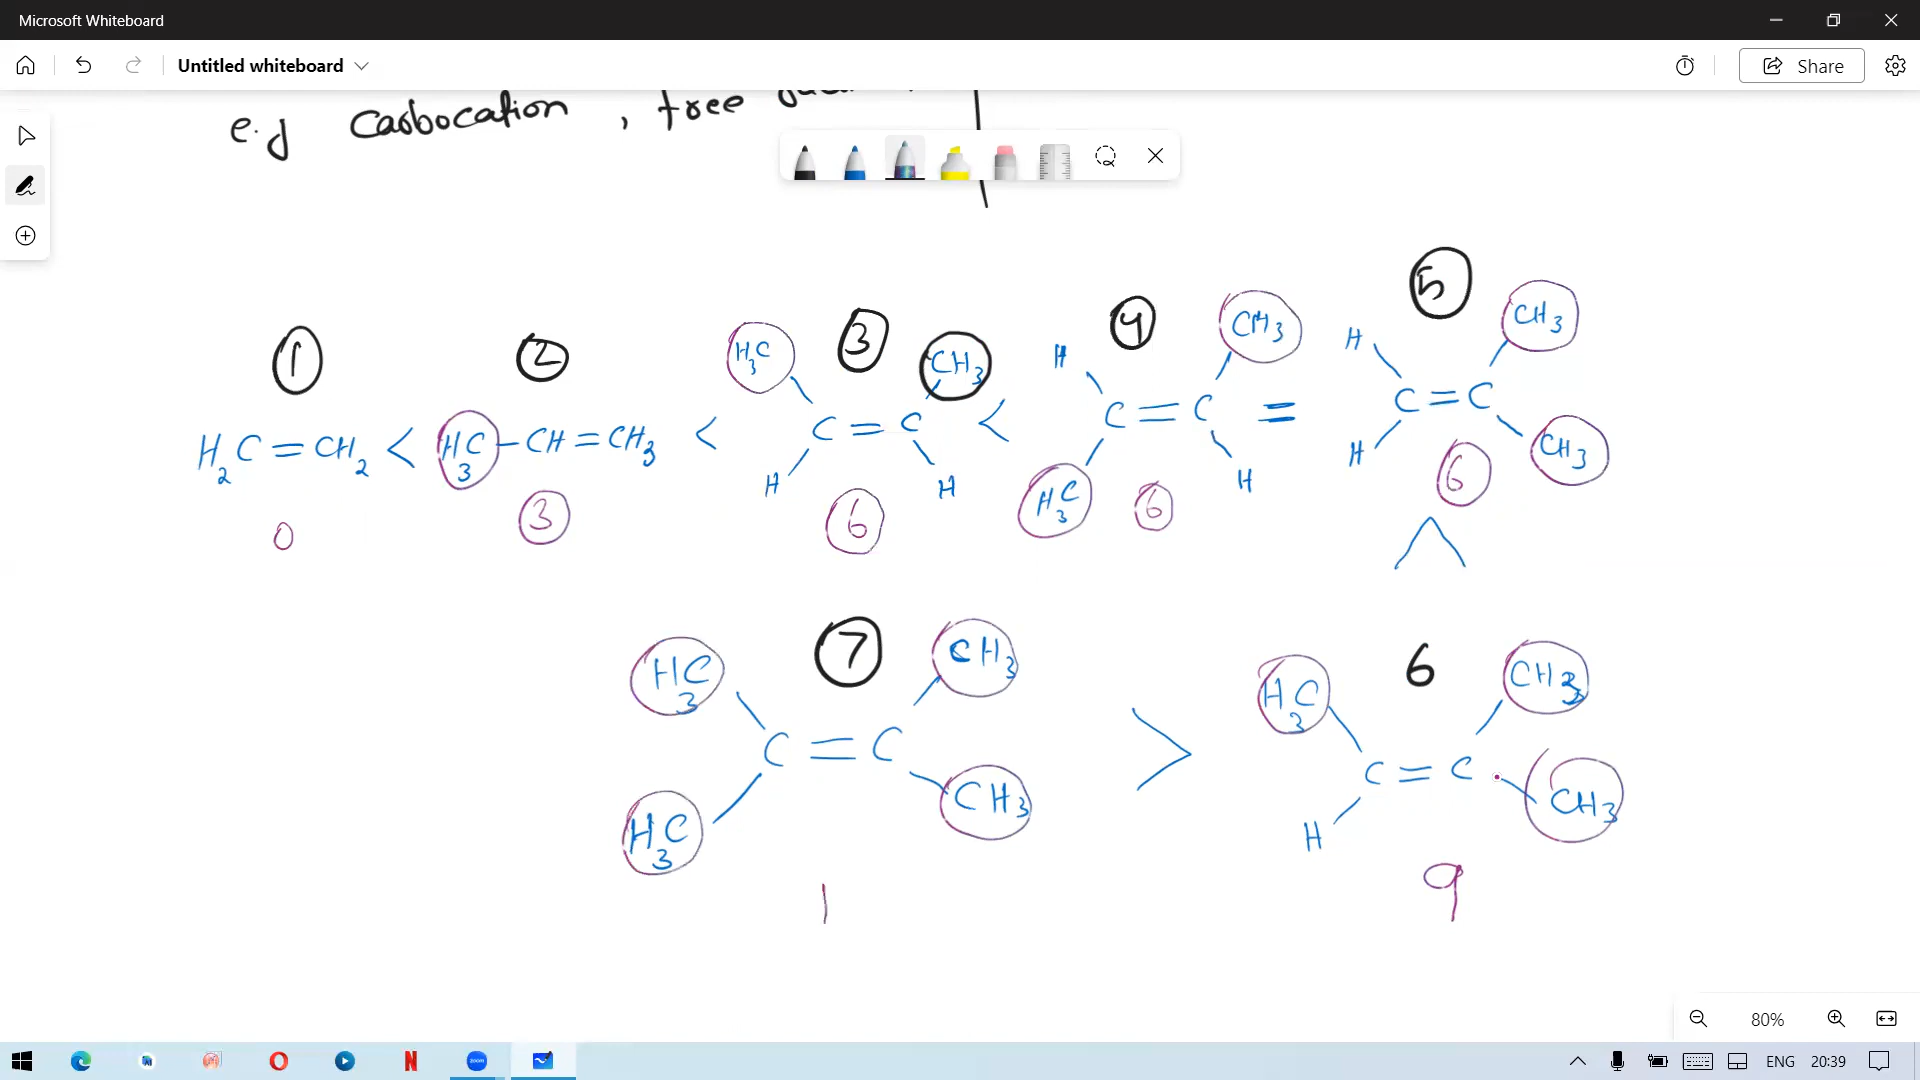 Microsoft Whiteboard
Untitled whiteboard
Share
e.g Carbocation , free
1 2 3 4 5
H2C=CH2 < H3C-CH=CH3 < H3C CH3 < H CH3 = H CH3
C=C C=C C=C
H H H3C H H CH3
0 3 6 6 6
7 6
H3C CH3 > H3C CH3
C=C C=C
H3C CH3 H CH3
1 9
80%
zoom
ENG 20:39